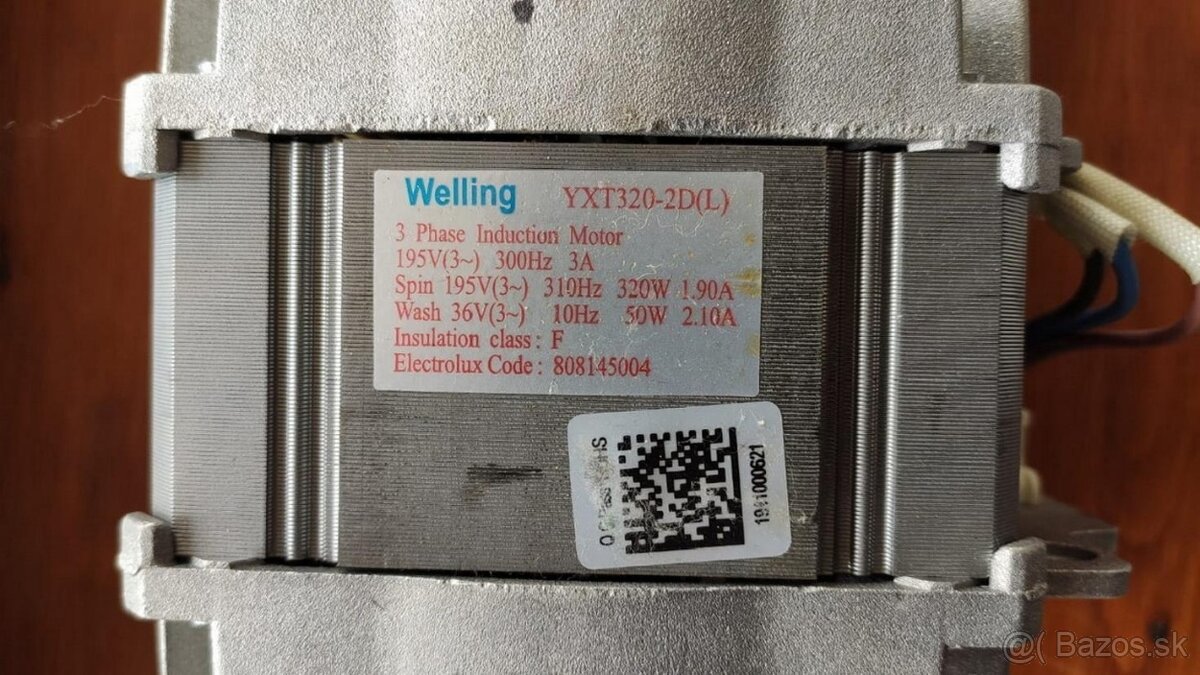 Welling YXT320-2D(L)
3 Phase Induction Motor
195V(3~) 300Hz 3A
Spin 195V(3~) 310Hz 320W 1.90A
Wash 36V(3~) 10Hz 50W 2.10A
Insulation class: F
Electrolux Code: 808145004
1911000621
@( Bazos.sk